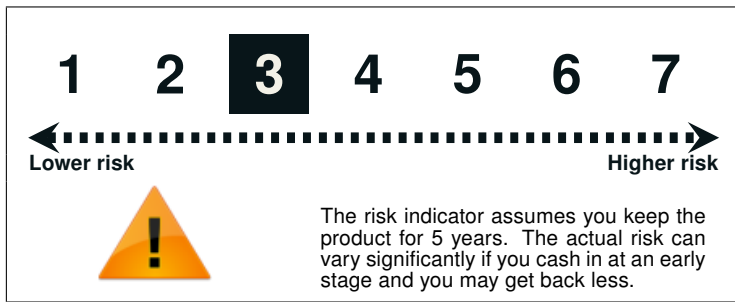 1 2 3 4 5 6 7
Lower risk Higher risk
!
The risk indicator assumes you keep the
product for 5 years. The actual risk can
vary significantly if you cash in at an early
stage and you may get back less.